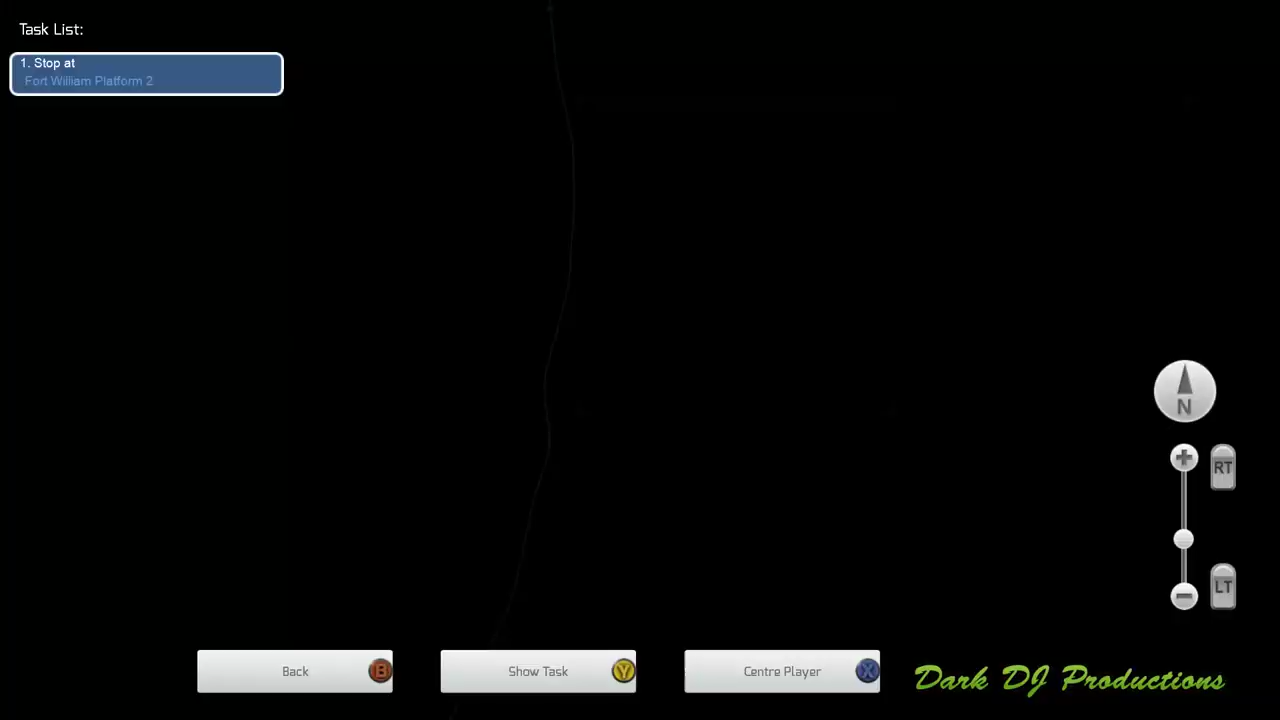 Task List:
1. Stop at
Fort William Platform 2
N
RT
LT
Back B
Show Task Y
Centre Player X
Dark DJ Productions